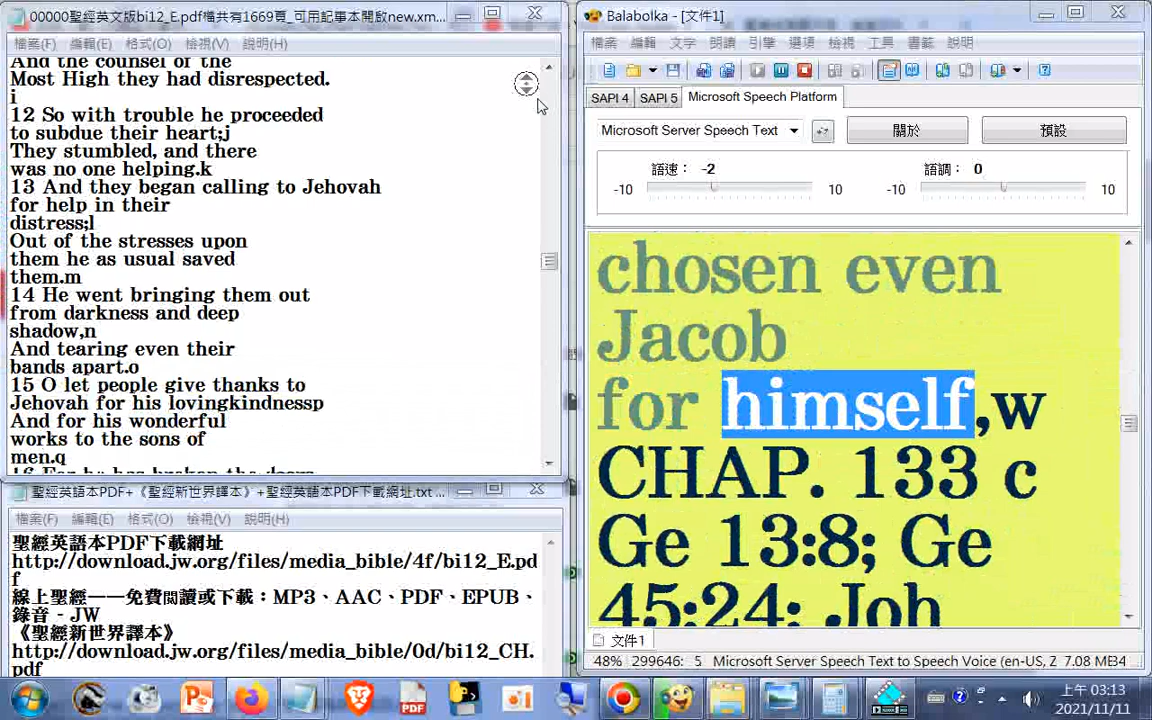 00000聖經英文版bi12_E.pdf檔共有1669頁_可用記事本開啟new.xm...
檔案(F) 編輯(E) 格式(O) 檢視(V) 說明(H)
And the counsel of the
Most High they had disrespected.
i
12 So with trouble he proceeded
to subdue their heart;j
They stumbled, and there
was no one helping.k
13 And they began calling to Jehovah
for help in their
distress;l
Out of the stresses upon
them he as usual saved
them.m
14 He went bringing them out
from darkness and deep
shadow,n
And tearing even their
bands apart.o
15 O let people give thanks to
Jehovah for his lovingkindnessp
And for his wonderful
works to the sons of
men.q
16 For he has broken the doors
聖經英語本PDF+《聖經新世界譯本》+聖經英語本PDF下載網址.txt ...
檔案(F) 編輯(E) 格式(O) 檢視(V) 說明(H)
聖經英語本PDF下載網址
http://download.jw.org/files/media_bible/4f/bi12_E.pd
f
線上聖經——免費閱讀或下載：MP3、AAC、PDF、EPUB、
錄音 - JW
《聖經新世界譯本》
http://download.jw.org/files/media_bible/0d/bi12_CH.
pdf
Balabolka - [文件1]
檔案 編輯 文字 朗讀 引擎 選項 檢視 工具 書籤 說明
SAPI 4 SAPI 5 Microsoft Speech Platform
Microsoft Server Speech Text 關於 預設
語速: -2 語調: 0
-10 10 -10 10
chosen even
Jacob
for himself,w
CHAP. 133 c
Ge 13:8; Ge
45:24; Joh
文件1
48% 299646: 5 Microsoft Server Speech Text to Speech Voice (en-US, Z 7.08 MB34
PDF
上午 03:13
2021/11/11